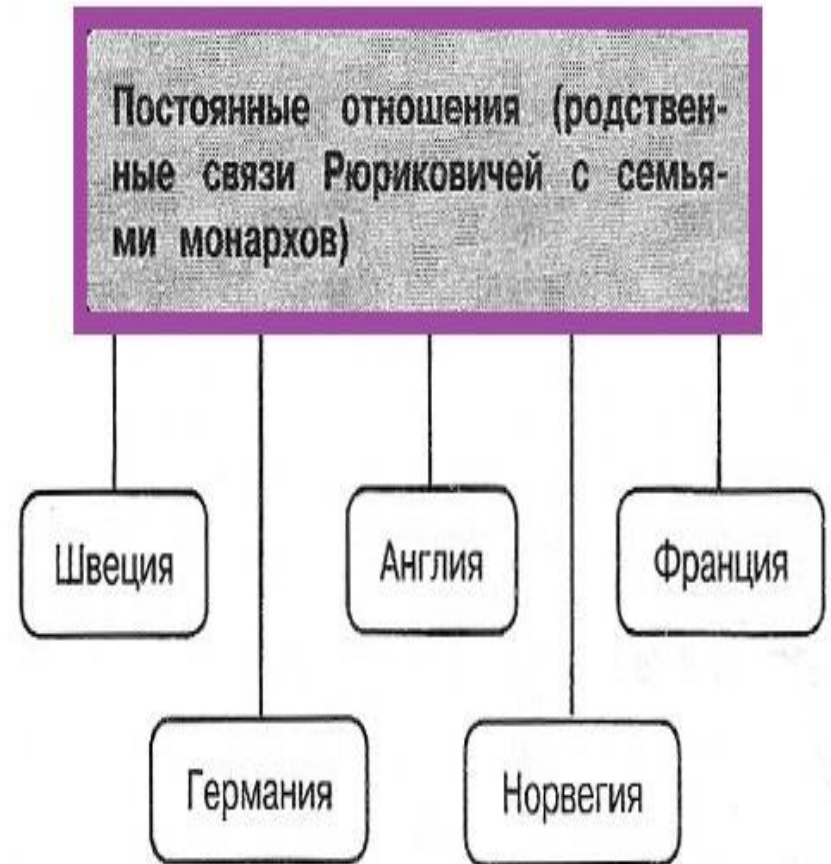 Постоянные отношения (родствен-
ные связи Рюриковичей с семья-
ми монархов)
Швеция
Англия
Франция
Германия
Норвегия